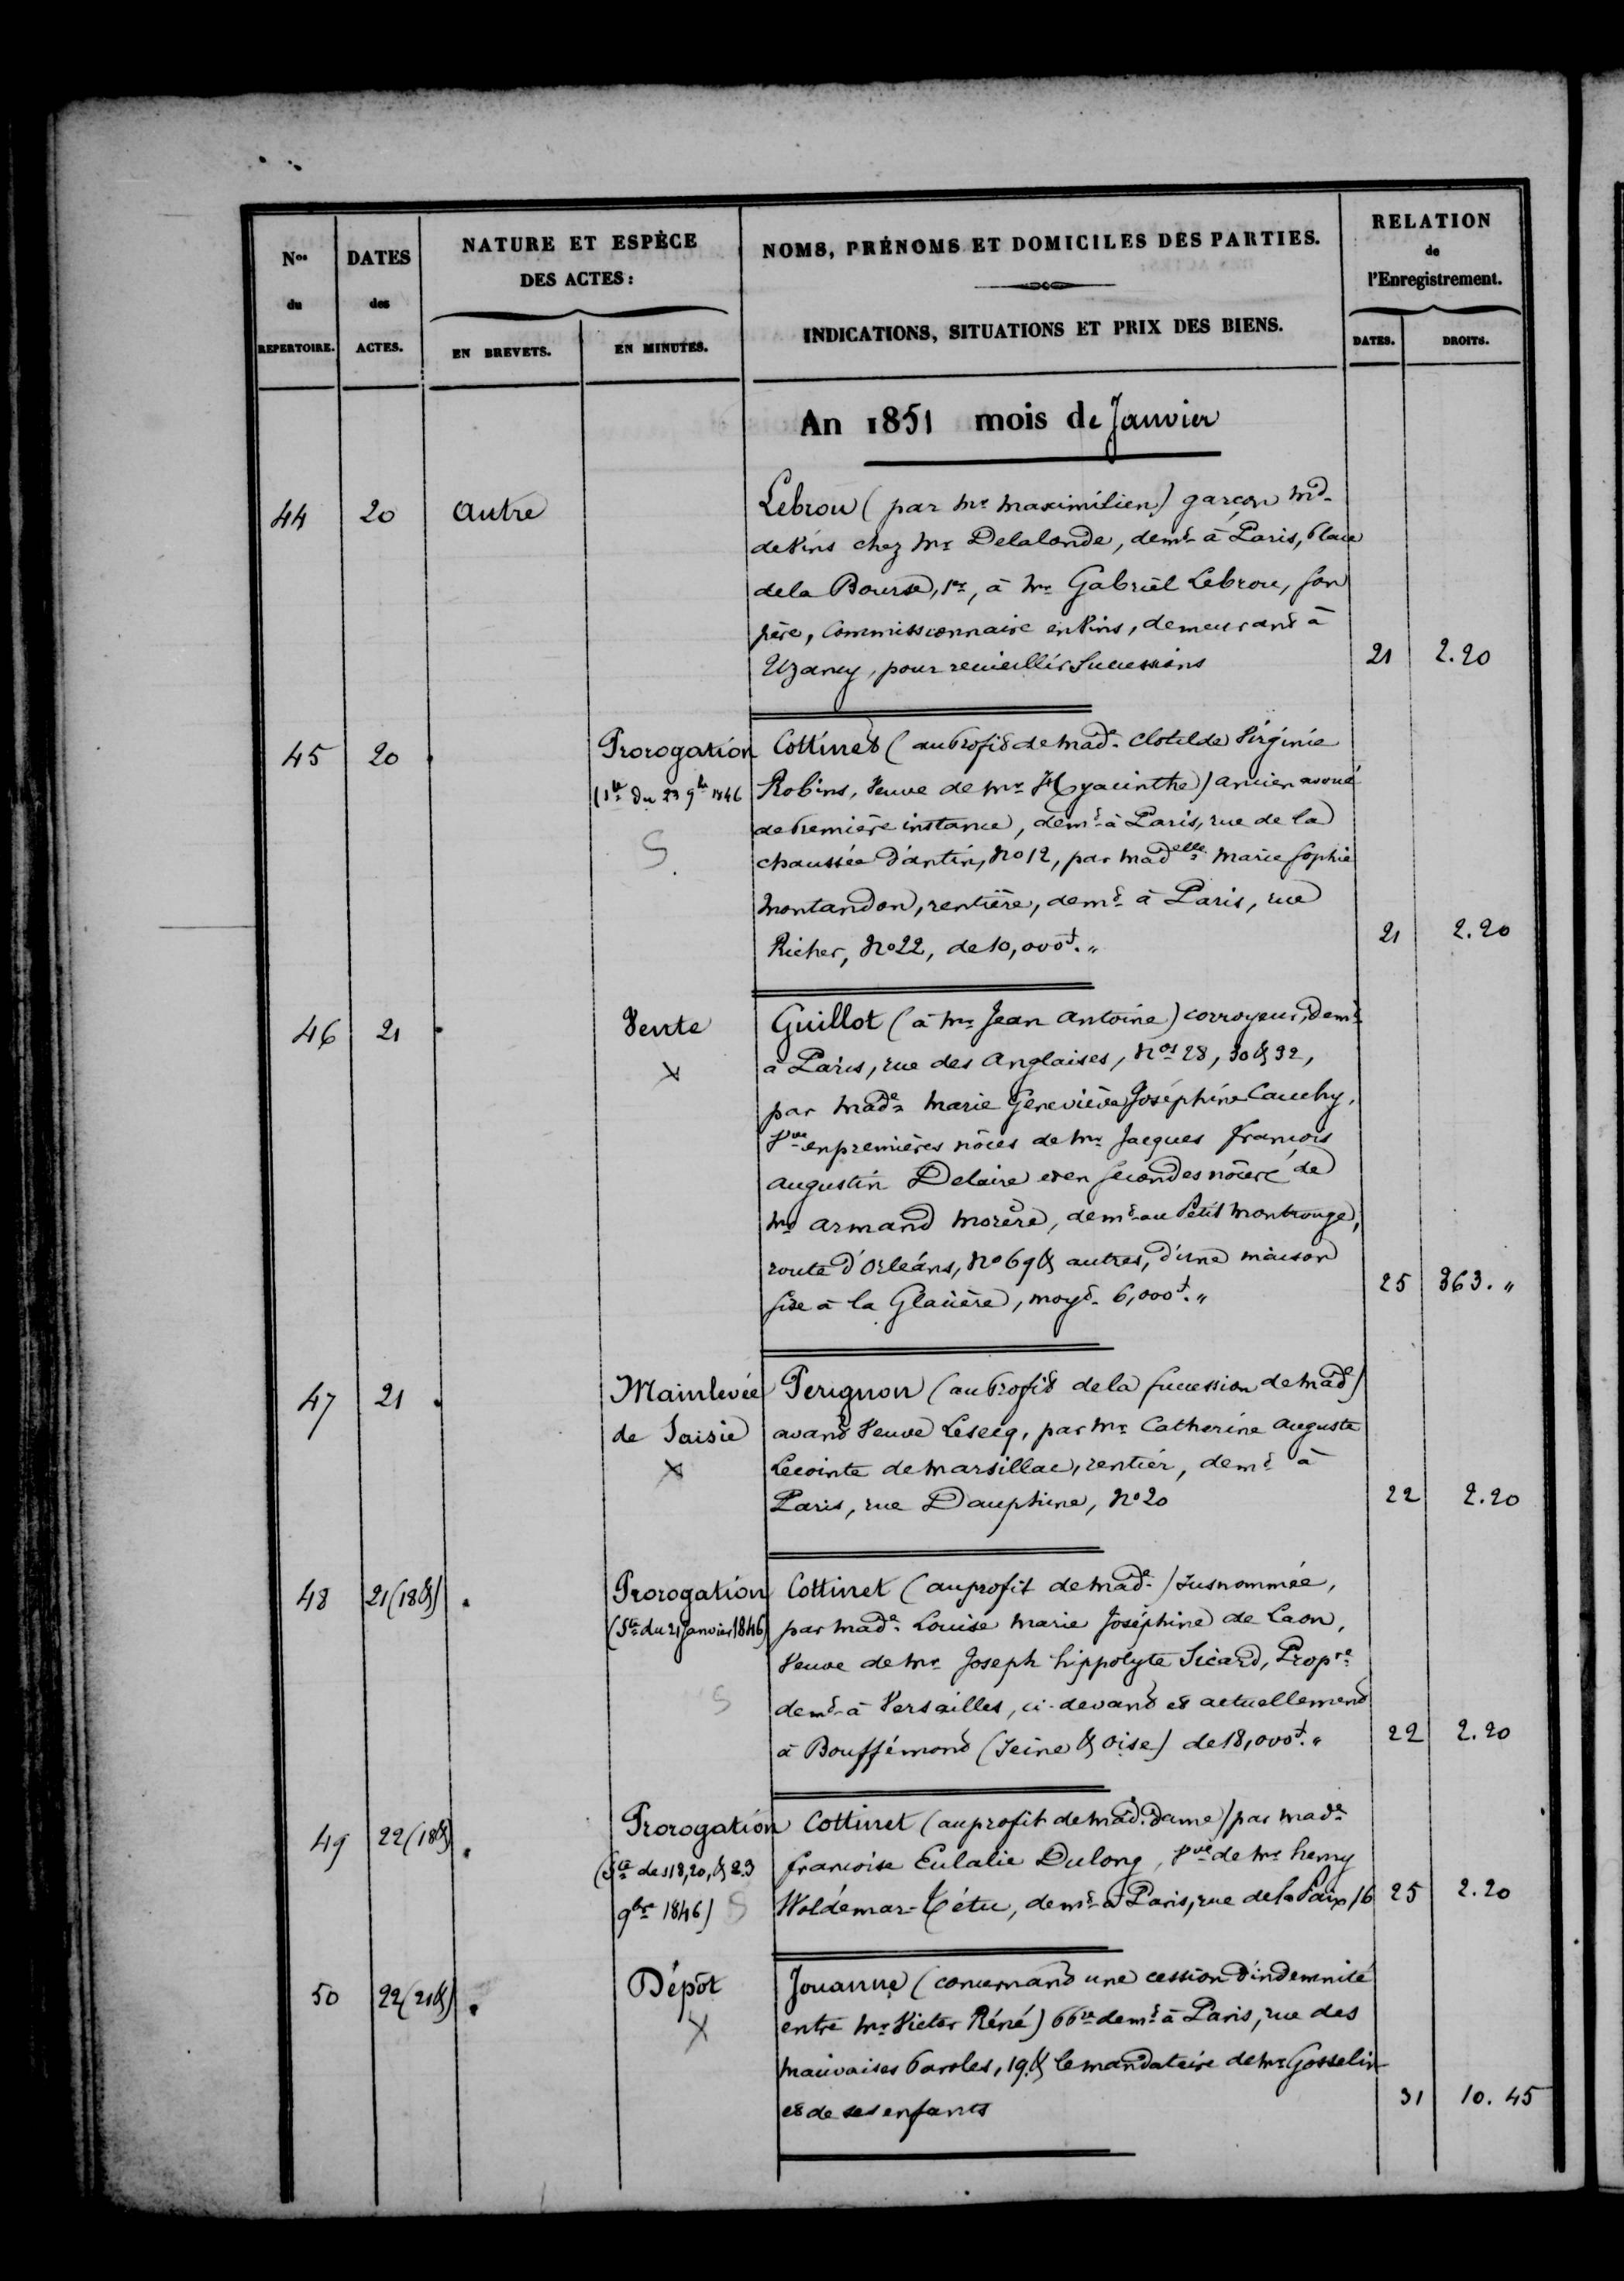 Nos
du
REPERTOIRE.
DATES
des
ACTES.
NATURE ET ESPÈCE
DES ACTES:
EN BREVETS.
EN MINUTES.
NOMS, PRÉNOMS ET DOMICILES DES PARTIES.
INDICATIONS, SITUATIONS ET PRIX DES BIENS.
RELATION
de
l'Enregistrement.
DATES.
DROITS.
An 1851 mois de Janvier
44 20 autre
Lebrou (par Mr Maximilien) garçon Md
de Vins chez Mr Delalande, demt à Paris, Place
de la Bourse, à Mr Gabriel Lebrou, son
père, Commissionnaire en Vins, demeurant à
Uzancy, pour recueillir Successions 21 2.20
45 20 . Prorogation
(Ste du 23 9bre 1846
S
Cottinet (au Profit de Made Clotilde Virginie
Robins, Veuve de Mr Hyacinthe) ancien avoué
de Première instance, demt à Paris, rue de la
chaussée d'antin, No 12, par Madelle Marie Sophie
Montandon, rentière, demt à Paris, rue
Richer, No 22, de 10,000f. „ 21 2.20
46 21 . Vente
X
Guillot (à Mr Jean Antoine) corroyeur, demt
à Paris, rue des Anglaises, Nos 28, 30 & 32,
par Made Marie Geneviève Joséphine Cauchy,
Vve en premières nôces de Mr Jacques François
augustin Delaire et en secondes nôces de
Mr Armand Morère, demt au Petit Montrouge,
route d'Orléans, No 69 & autres, d'une maison
sise à la Glacière, moyt 6,000f. „ 25 363. „
47 21 . Mainlevée
de Saisie
X
Perignon (au Profit de la succession de Made)
avant Veuve Lesecq, par Mr Catherine Auguste
Lecointe de Marsillac, rentier, demt à
Paris, rue Dauphine, No 20 22 2.20
48 21 (18 &) . Prorogation
(Ste du 21 Janvier 1846)
S
Cottinet (au profit de Made) susnommée,
par Made Louise Marie Joséphine de Laon,
Veuve de Mr Joseph hippolyte Sicard, Propre
demt à Versailles, ci-devant et actuellement
à Bouffémont (Seine & Oise) de 18,000f. „ 22 2.20
49 22 (18 &) . Prorogation
(Ste des 18, 20, & 23
9bre 1846) S
Cottinet (au profit de Mad. dame) par Made
francoise Eulalie Dulong, Vve de Mr henry
Woldémar-Têtu, demt à Paris, rue de la Paix 16 25 2.20
50 22 (21 &) . Dépôt
X
Jouanne (concernant une cession d'indemnité
entre Mr Victor Réné) demt à Paris, rue des
mauvaises Paroles, 19, & le mandataire de Mr Gosselin
et de ses enfants 31 10.45